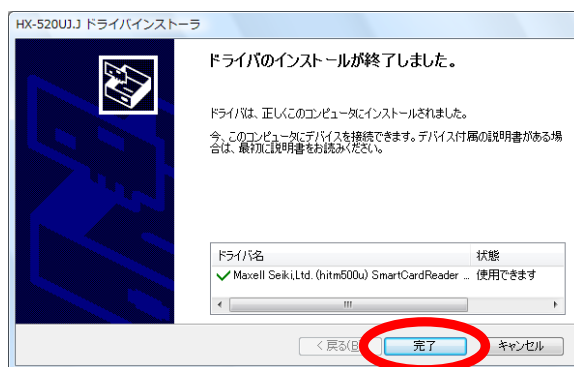 HX-520UJ.J ドライバインストーラ
ドライバのインストールが終了しました。
ドライバは、正しくこのコンピュータにインストールされました。
今、このコンピュータにデバイスを接続できます。デバイス付属の説明書がある場
合は、最初に説明書をお読みください。
ドライバ名 状態
Maxell Seiki,Ltd. (hitm500u) SmartCardReader ... 使用できます
< 戻る(B 完了 キャンセル